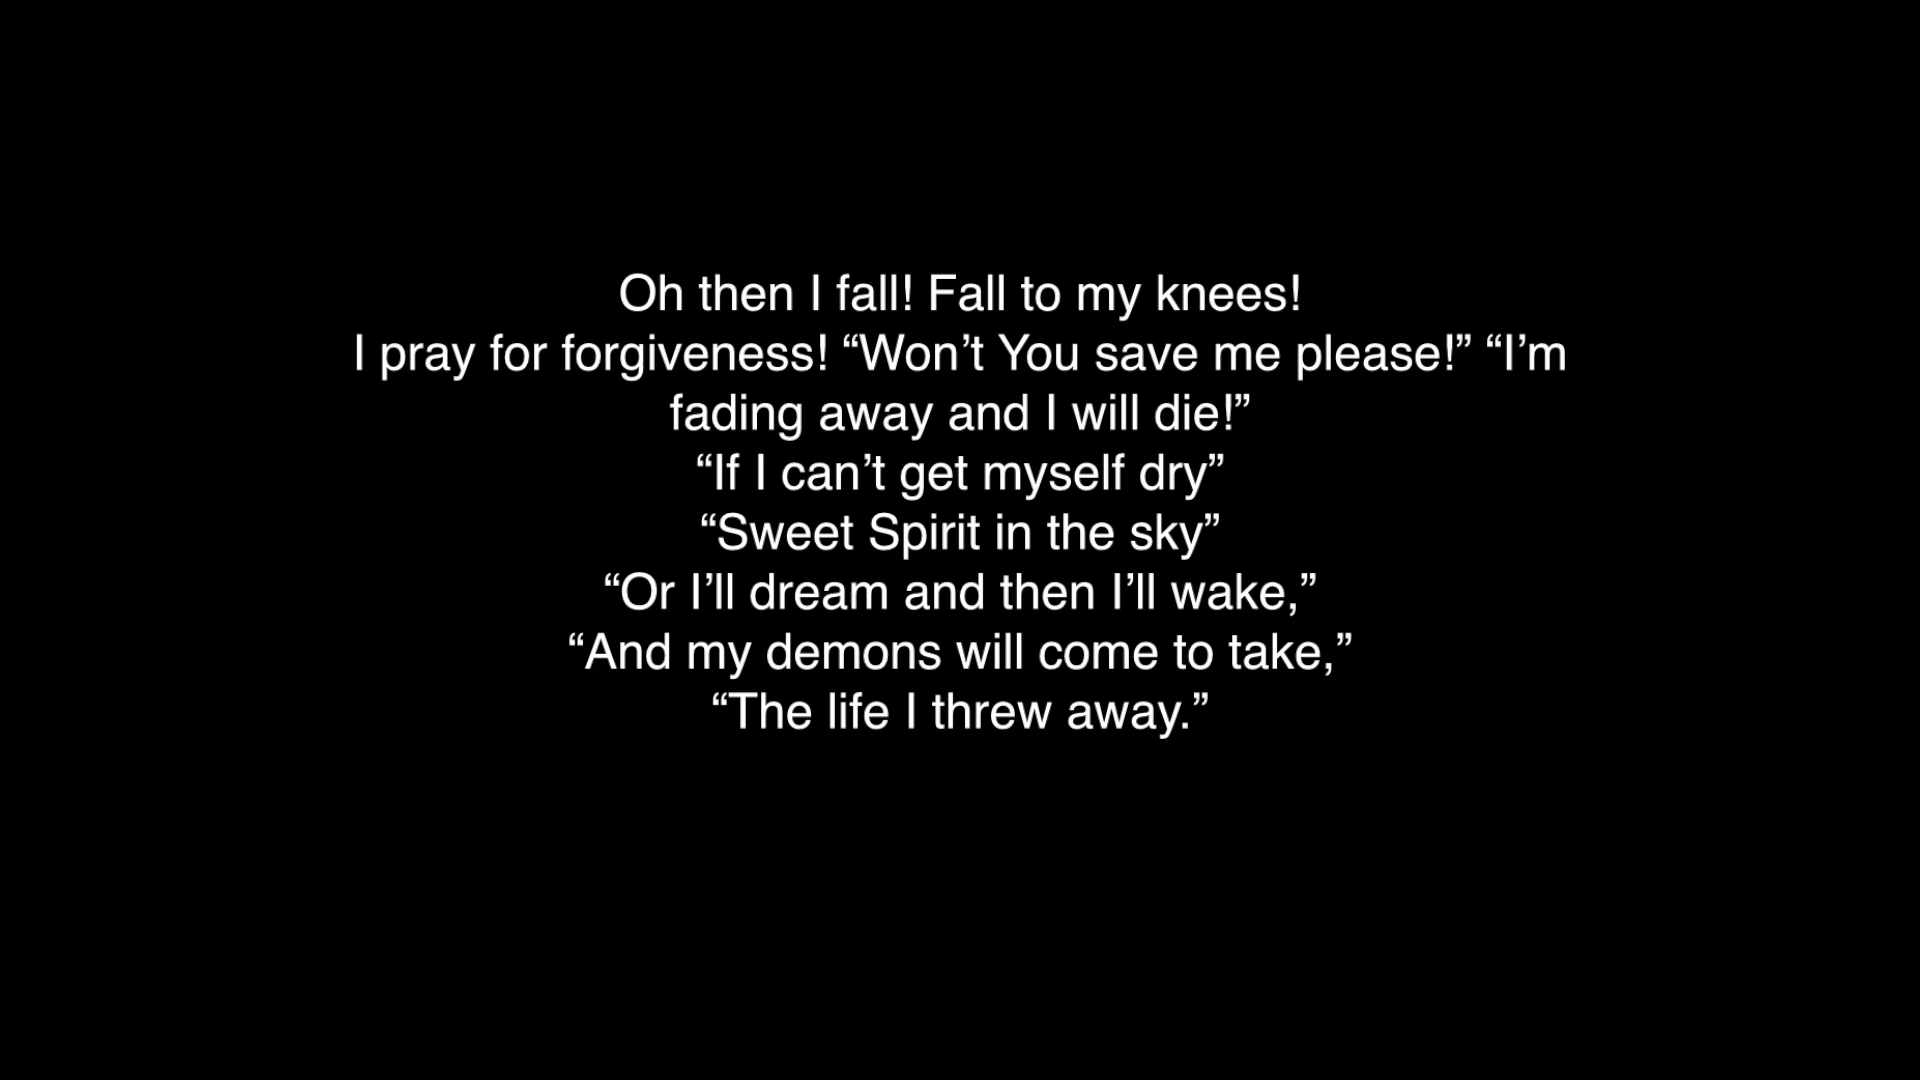 Oh then I fall! Fall to my knees!
I pray for forgiveness! “Won’t You save me please!” “I’m
fading away and I will die!”
“If I can’t get myself dry”
“Sweet Spirit in the sky”
“Or I’ll dream and then I’ll wake,”
“And my demons will come to take,”
“The life I threw away.”